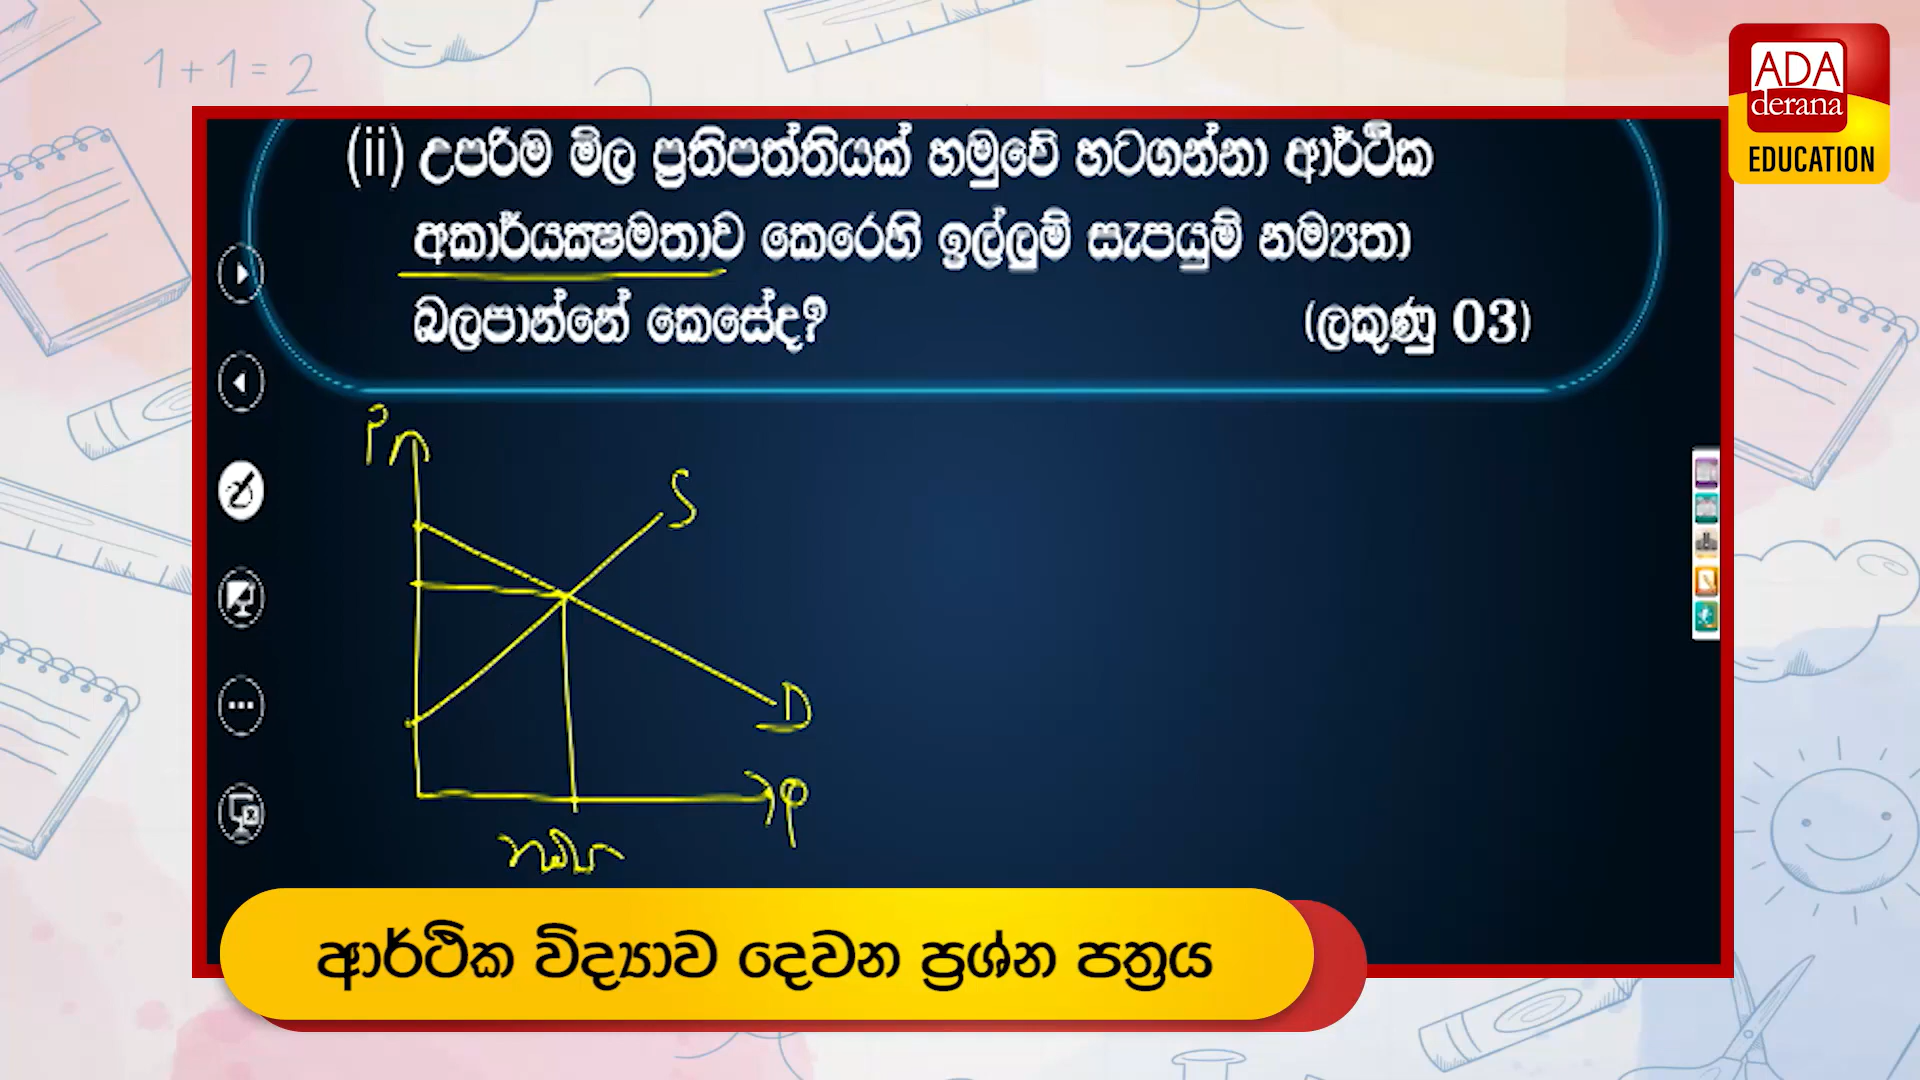 1+1=2
ADA
derana
EDUCATION
(ii) උපරිම මිල ප්‍රතිපත්තියක් හමුවේ හටගන්නා ආර්ථික
අකාර්යක්ෂමතාව කෙරෙහි ඉල්ලුම් සැපයුම් නම්‍යතා
බලපාන්නේ කෙසේද?
(ලකුණු 03)
P
S
D
ආර්ථික විද්‍යාව දෙවන ප්‍රශ්න පත්‍රය